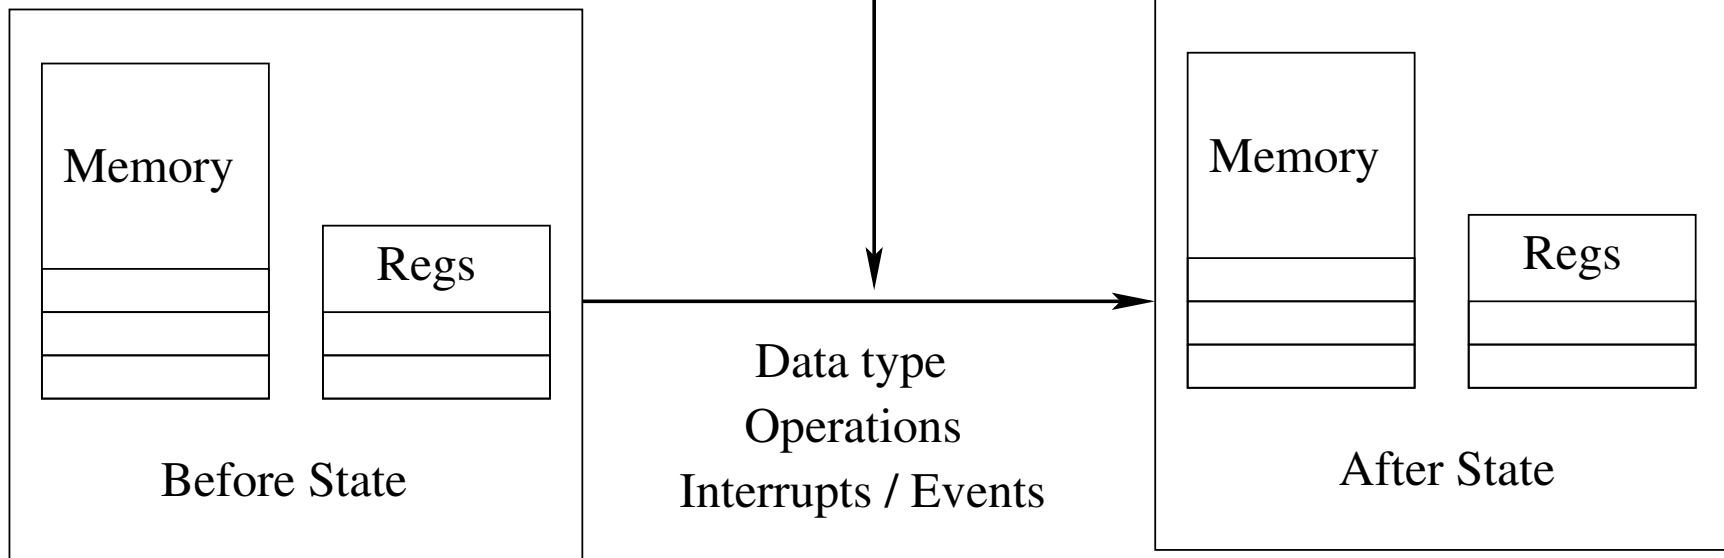 Memory
Regs
Before State
Data type
Operations
Interrupts / Events
Memory
Regs
After State